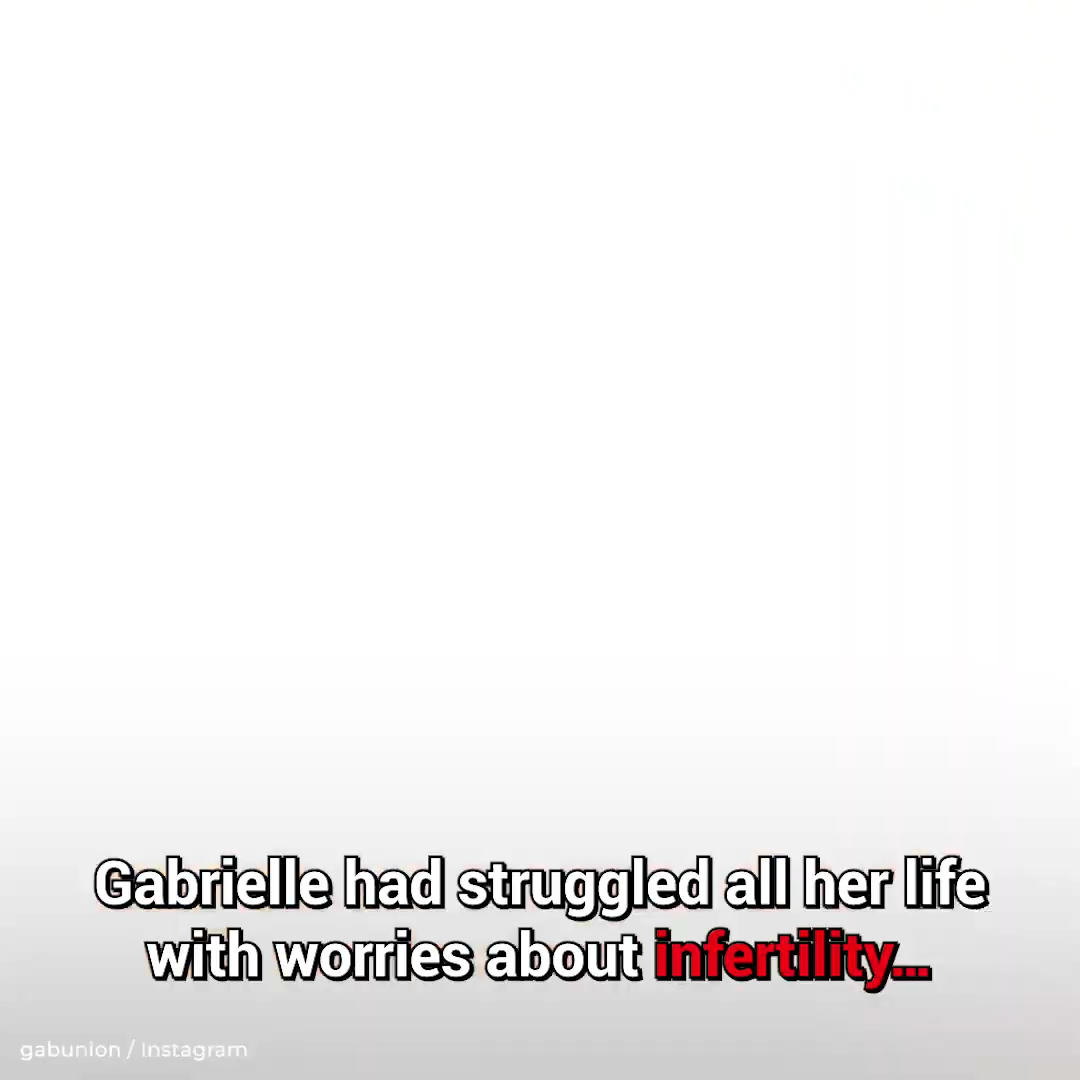 Gabrielle had struggled all her life
with worries about infertility...
gabunion / Instagram